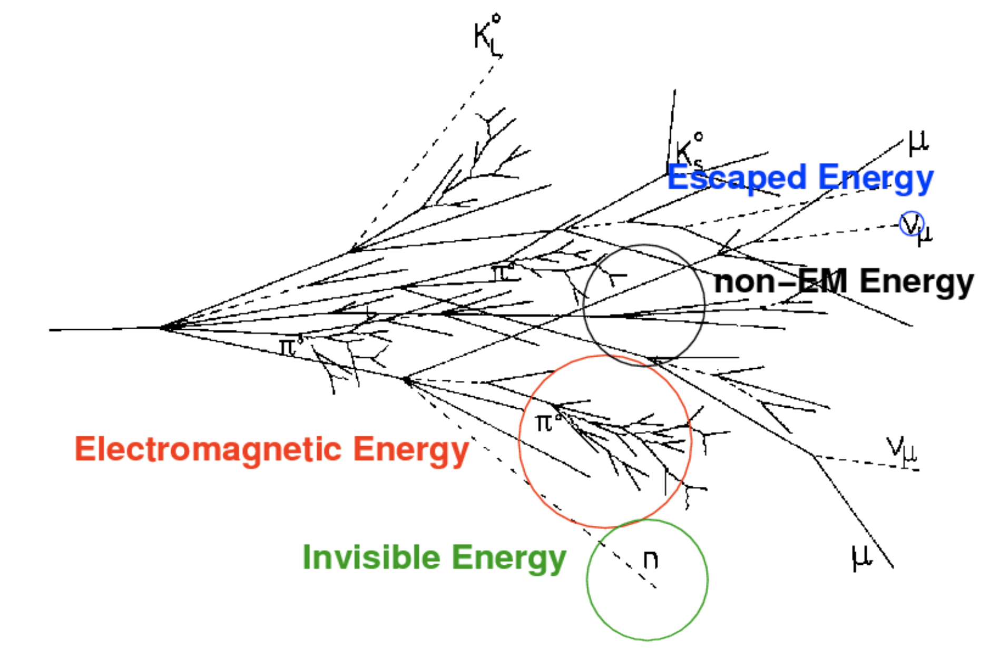 K°L
K°S
μ
Escaped Energy
νμ
π°
non-EM Energy
π°
π°
Electromagnetic Energy
νμ
Invisible Energy
n
μ